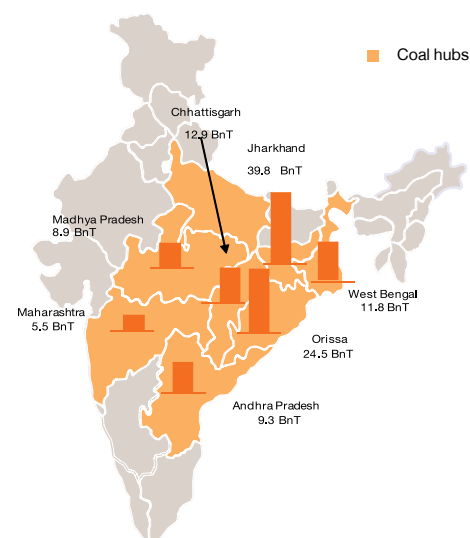 Coal hubs
Chhattisgarh
12.9 BnT
Jharkhand
39.8 BnT
Madhya Pradesh
8.9 BnT
Maharashtra
5.5 BnT
West Bengal
11.8 BnT
Orissa
24.5 BnT
Andhra Pradesh
9.3 BnT